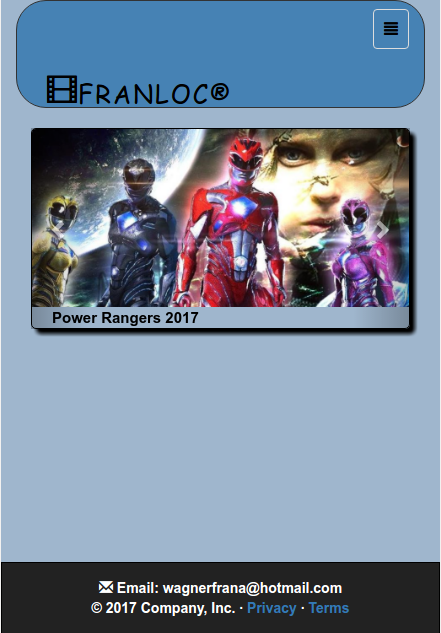 FRANLOC®
Power Rangers 2017
Email: wagnerfrana@hotmail.com
© 2017 Company, Inc. · Privacy · Terms